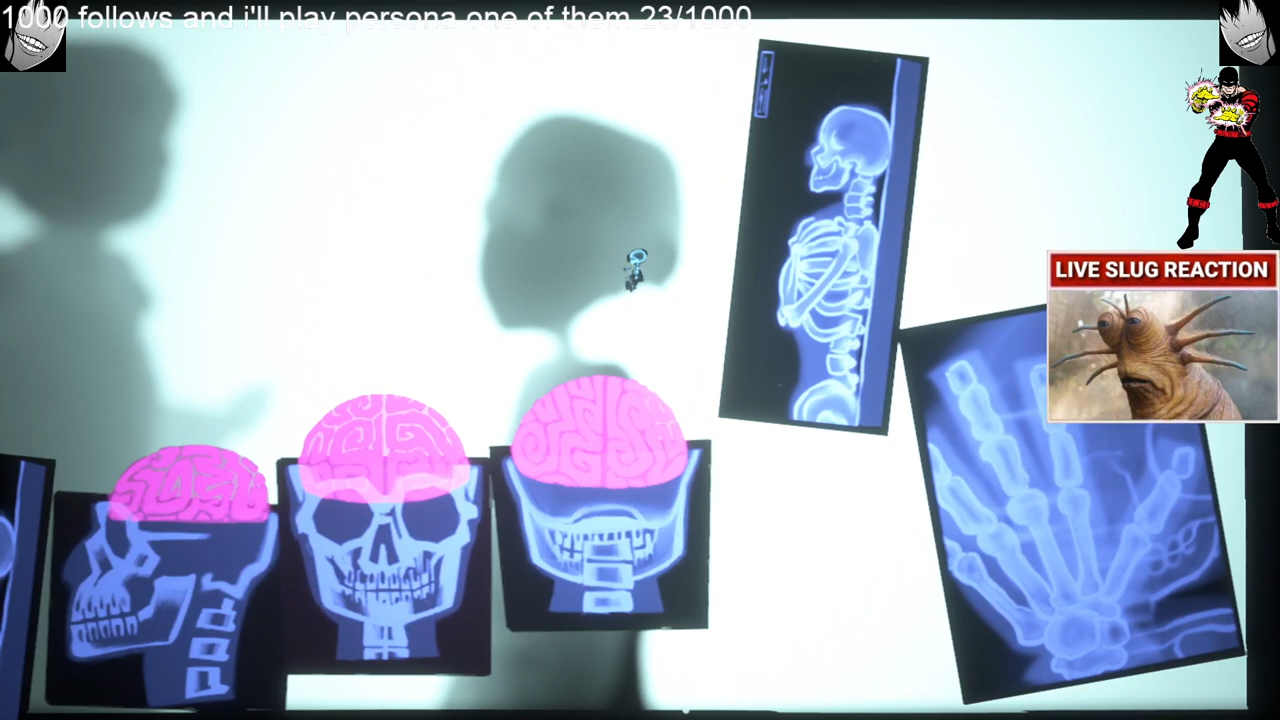 1000 follows and i'll play persona one of them 23/1000
LIVE SLUG REACTION